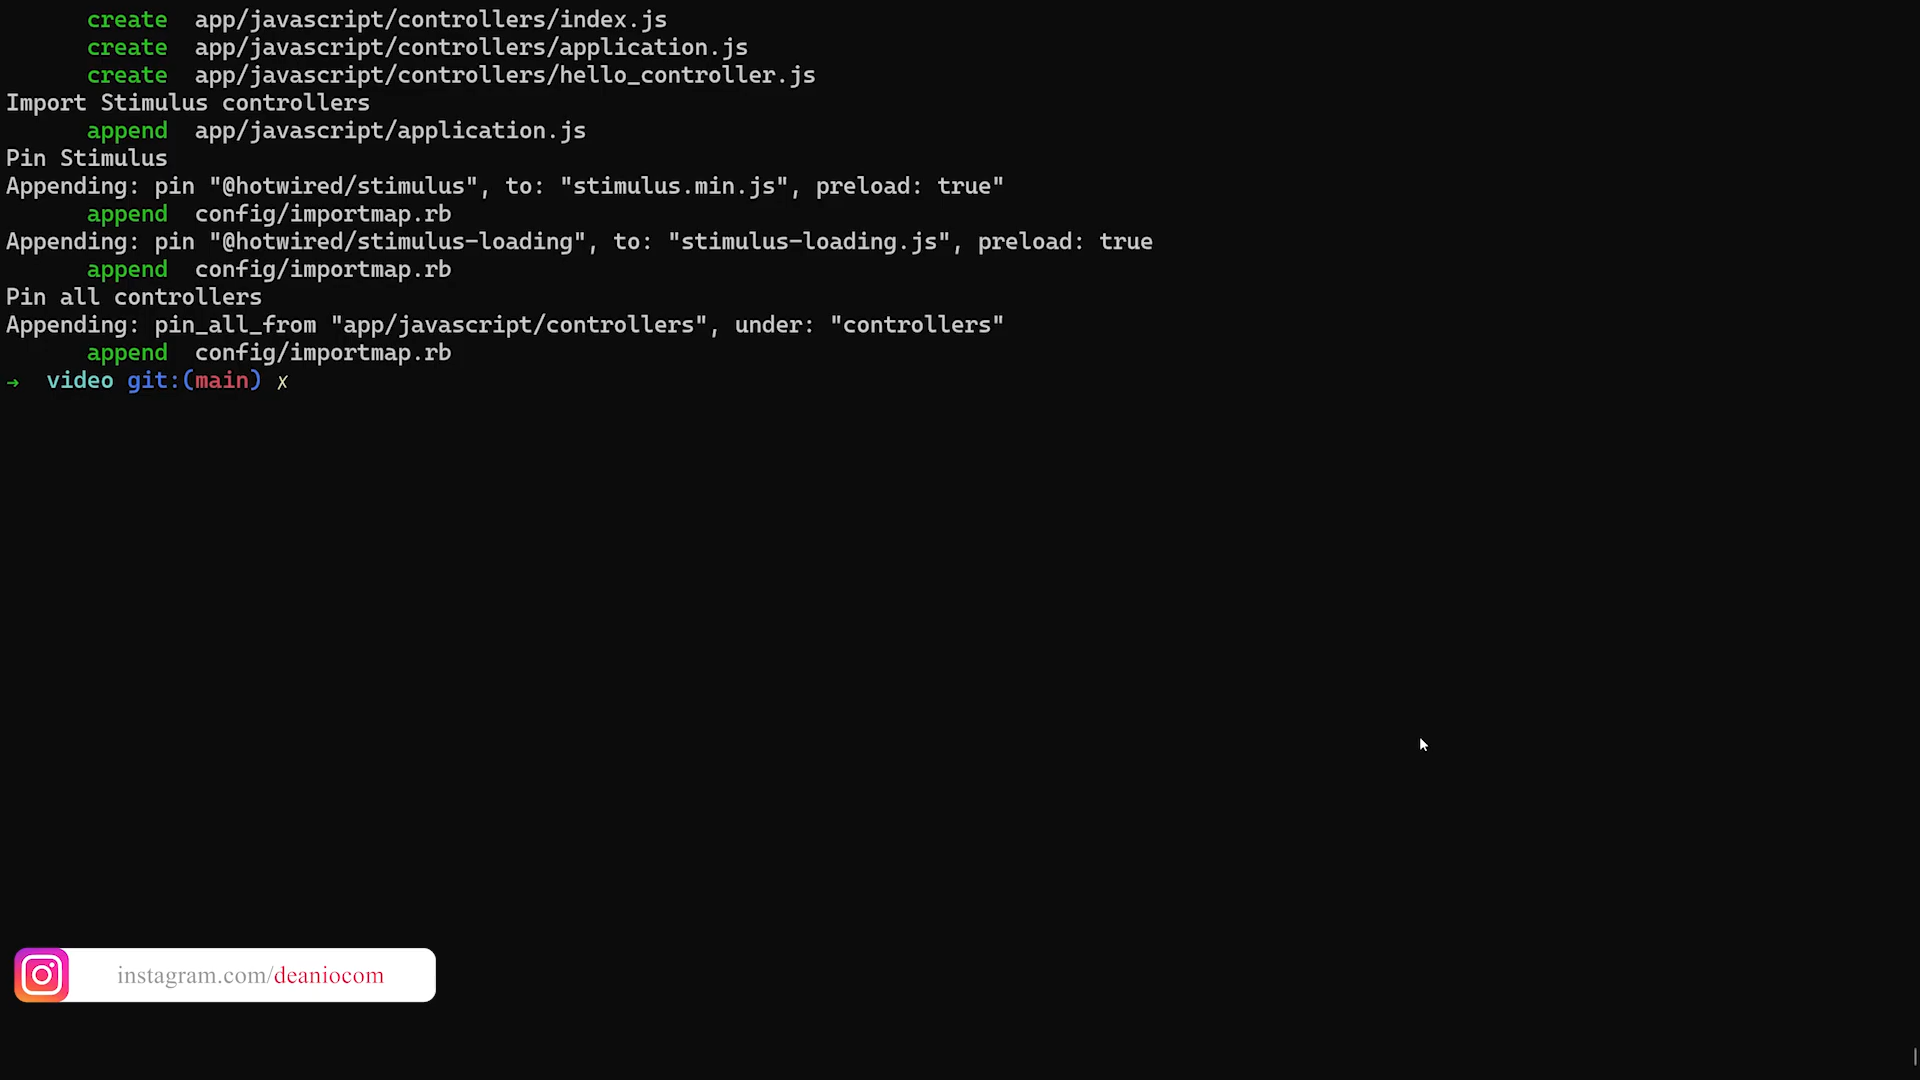 create  app/javascript/controllers/index.js
create  app/javascript/controllers/application.js
create  app/javascript/controllers/hello_controller.js
Import Stimulus controllers
append  app/javascript/application.js
Pin Stimulus
Appending: pin "@hotwired/stimulus", to: "stimulus.min.js", preload: true"
append  config/importmap.rb
Appending: pin "@hotwired/stimulus-loading", to: "stimulus-loading.js", preload: true
append  config/importmap.rb
Pin all controllers
Appending: pin_all_from "app/javascript/controllers", under: "controllers"
append  config/importmap.rb
→  video git:(main) ✗
instagram.com/deaniocom